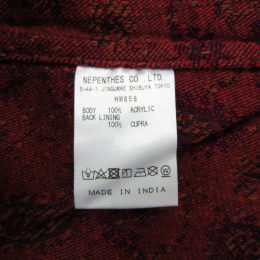 NEPENTHES CO., LTD.
5-44-1, JINGUMAE SHIBUYA TOKYO
HM858
BODY 100% ACRYLIC
BACK LINING
100% CUPRA
MADE IN INDIA